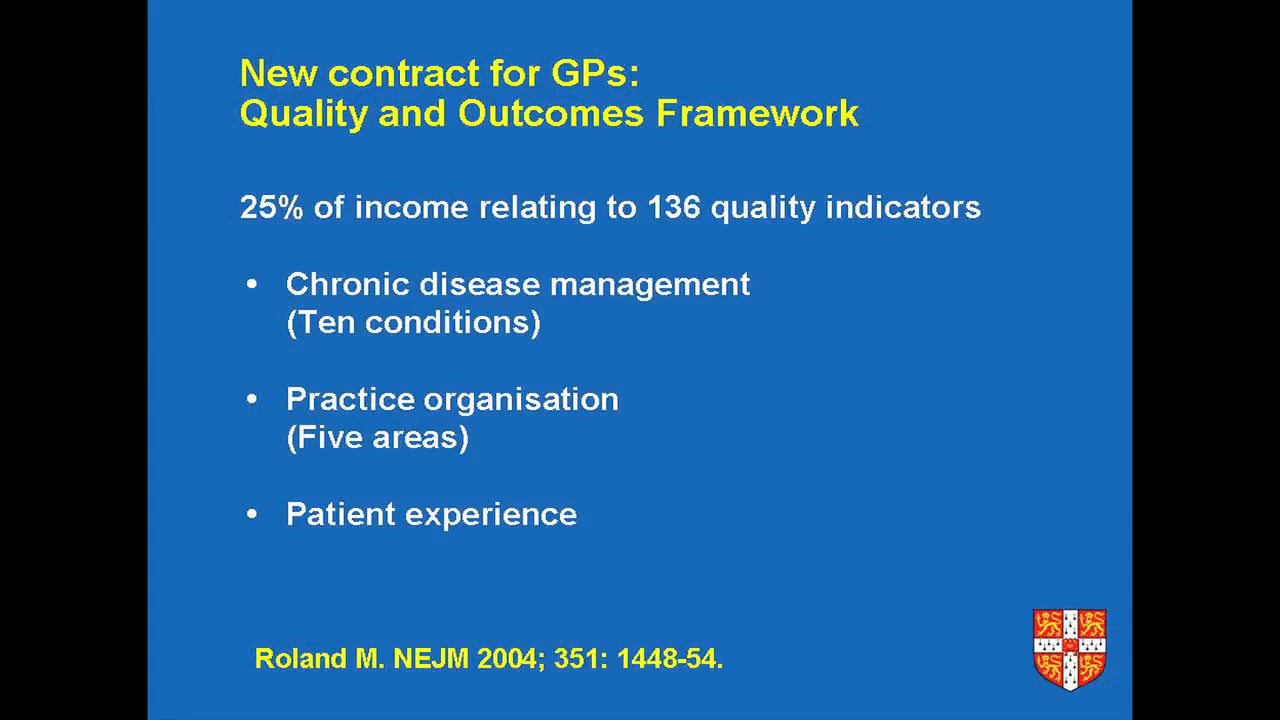 New contract for GPs:
Quality and Outcomes Framework
25% of income relating to 136 quality indicators
• Chronic disease management
(Ten conditions)
• Practice organisation
(Five areas)
• Patient experience
Roland M. NEJM 2004; 351: 1448-54.